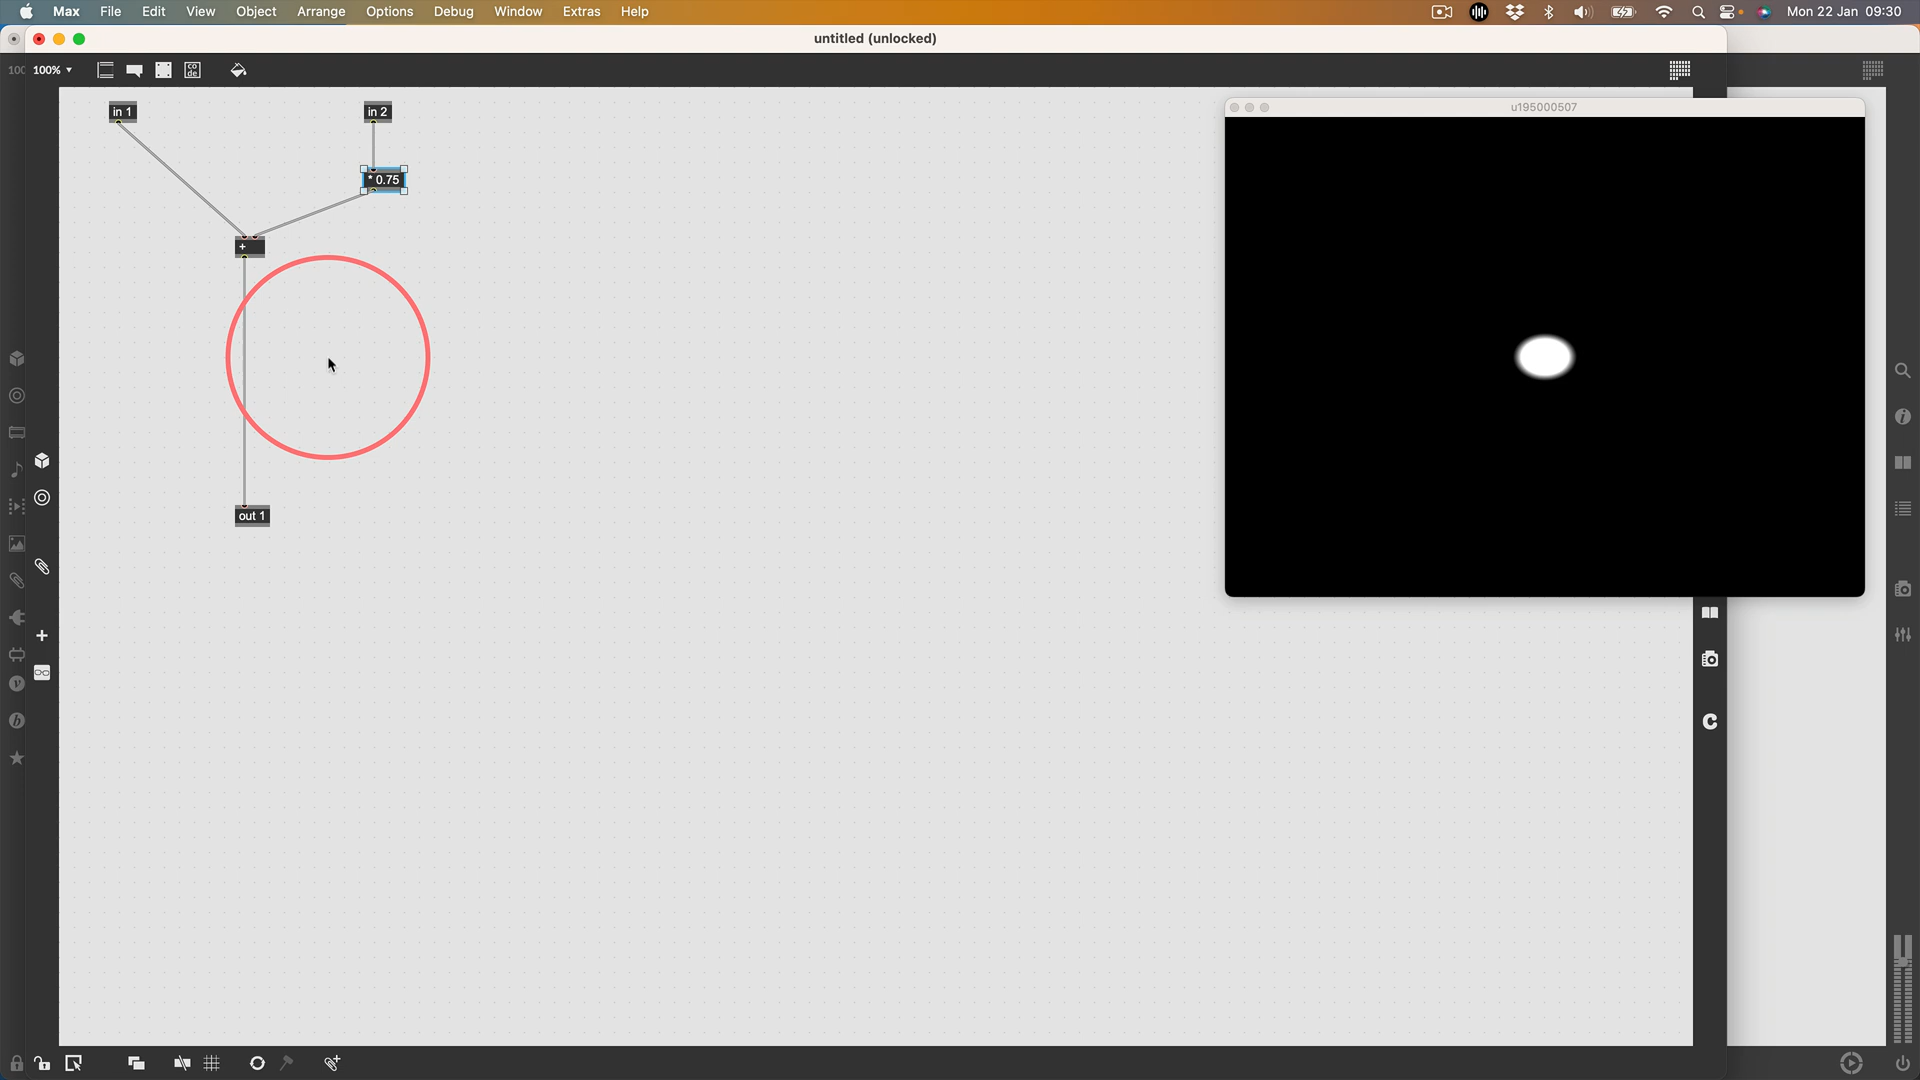 Max File Edit View Object Arrange Options Debug Window Extras Help Mon 22 Jan 09:30
untitled (unlocked)
100%
code
u195000507
in 1 in 2
* 0.75
+
out 1